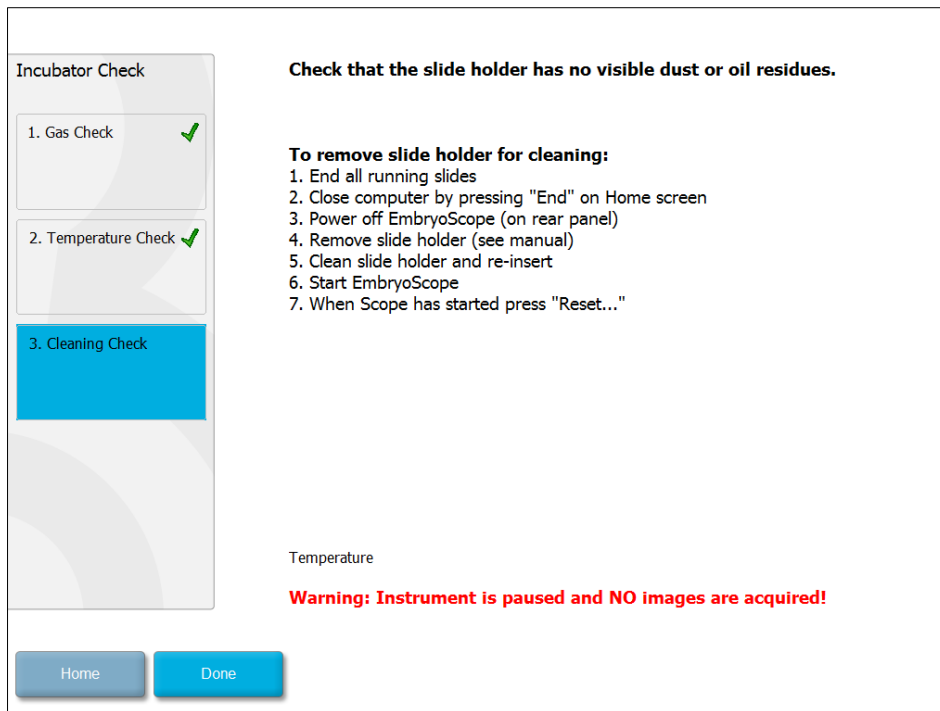 Incubator Check
1. Gas Check
2. Temperature Check
3. Cleaning Check
Check that the slide holder has no visible dust or oil residues.
To remove slide holder for cleaning:
1. End all running slides
2. Close computer by pressing "End" on Home screen
3. Power off EmbryoScope (on rear panel)
4. Remove slide holder (see manual)
5. Clean slide holder and re-insert
6. Start EmbryoScope
7. When Scope has started press "Reset..."
Temperature
Warning: Instrument is paused and NO images are acquired!
Home
Done